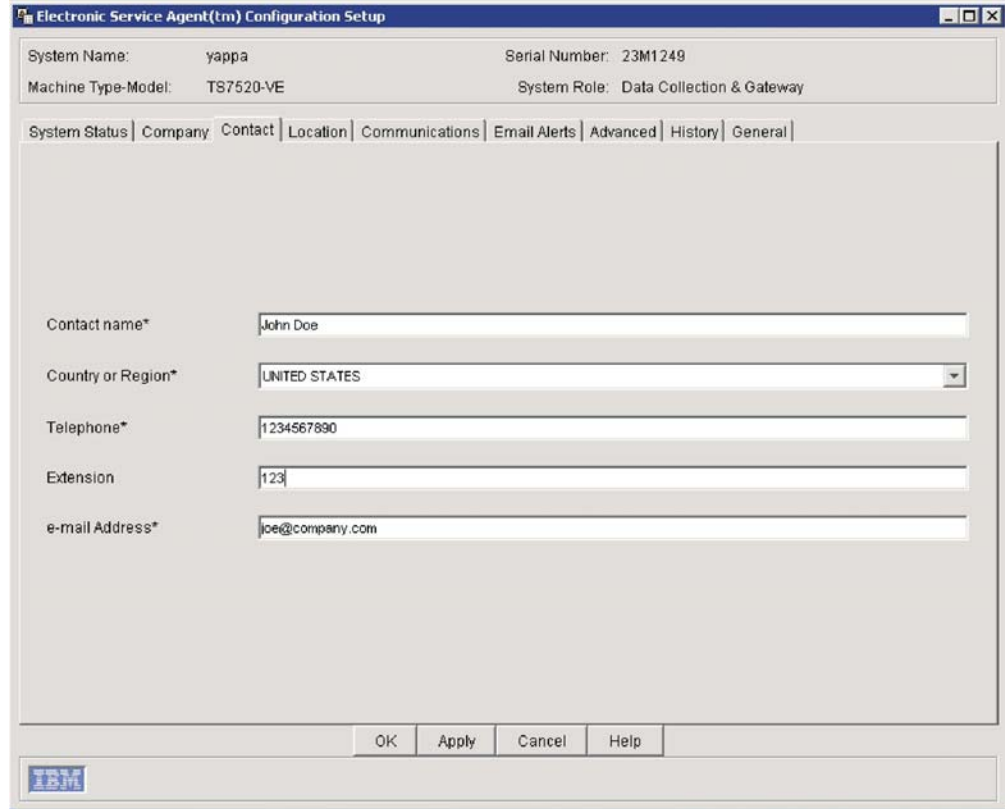 Electronic Service Agent(tm) Configuration Setup
System Name: yappa Serial Number: 23M1249
Machine Type-Model: TS7520-VE System Role: Data Collection & Gateway
System Status Company Contact Location Communications Email Alerts Advanced History General
Contact name* John Doe
Country or Region* UNITED STATES
Telephone* 1234567890
Extension 123
e-mail Address* joe@company.com
OK Apply Cancel Help
IBM